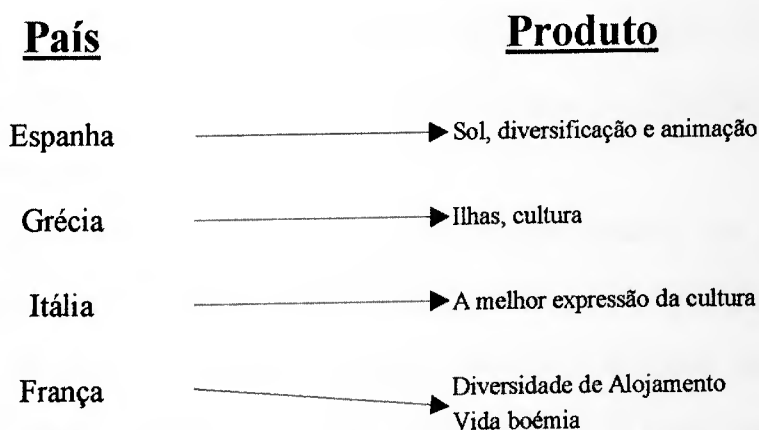 País Produto
Espanha Sol, diversificação e animação
Grécia Ilhas, cultura
Itália A melhor expressão da cultura
França Diversidade de Alojamento
Vida boémia